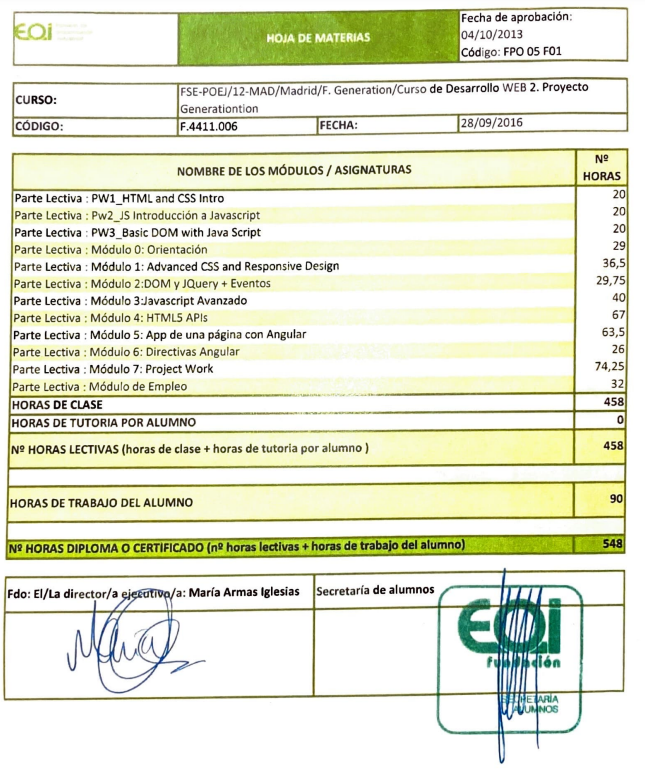 EOi
HOJA DE MATERIAS
Fecha de aprobación:
04/10/2013
Código: FPO 05 F01
CURSO:
FSE-POEJ/12-MAD/Madrid/F. Generation/Curso de Desarrollo WEB 2. Proyecto
Generationtion
CÓDIGO: F.4411.006 FECHA: 28/09/2016
NOMBRE DE LOS MÓDULOS / ASIGNATURAS Nº HORAS
Parte Lectiva : PW1_HTML and CSS Intro 20
Parte Lectiva : Pw2_JS Introducción a Javascript 20
Parte Lectiva : PW3_Basic DOM with Java Script 20
Parte Lectiva : Módulo 0: Orientación 29
Parte Lectiva : Módulo 1: Advanced CSS and Responsive Design 36,5
Parte Lectiva : Módulo 2:DOM y JQuery + Eventos 29,75
Parte Lectiva : Módulo 3:Javascript Avanzado 40
Parte Lectiva : Módulo 4: HTML5 APIs 67
Parte Lectiva : Módulo 5: App de una página con Angular 63,5
Parte Lectiva : Módulo 6: Directivas Angular 26
Parte Lectiva : Módulo 7: Project Work 74,25
Parte Lectiva : Módulo de Empleo 32
HORAS DE CLASE 458
HORAS DE TUTORIA POR ALUMNO 0
Nº HORAS LECTIVAS (horas de clase + horas de tutoria por alumno ) 458
HORAS DE TRABAJO DEL ALUMNO 90
Nº HORAS DIPLOMA O CERTIFICADO (nº horas lectivas + horas de trabajo del alumno) 548
Fdo: El/La director/a ejecutivo/a: María Armas Iglesias
Secretaría de alumnos
María
EOi
fundación
SECRETARÍA
ALUMNOS